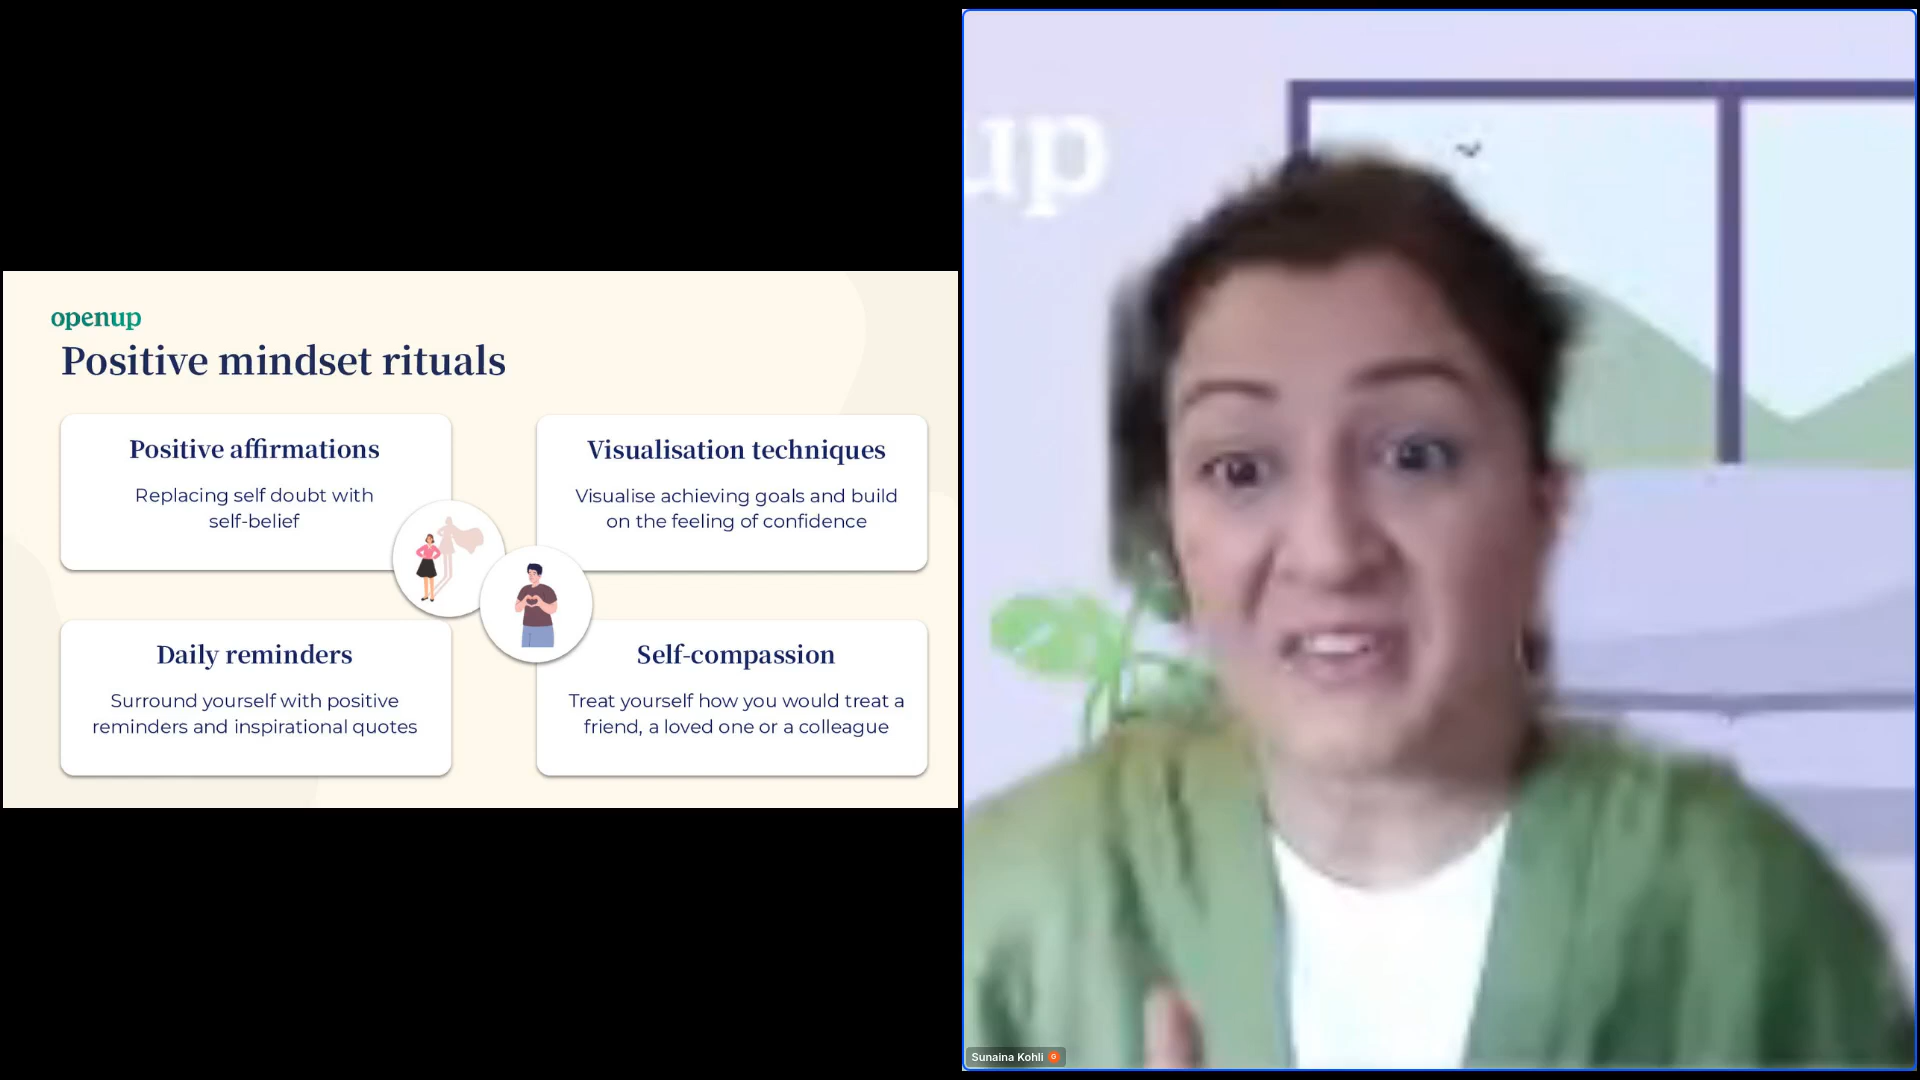 openup
Positive mindset rituals
Positive affirmations
Replacing self doubt with
self-belief
Visualisation techniques
Visualise achieving goals and build
on the feeling of confidence
Daily reminders
Surround yourself with positive
reminders and inspirational quotes
Self-compassion
Treat yourself how you would treat a
friend, a loved one or a colleague
up
Sunaina Kohli G